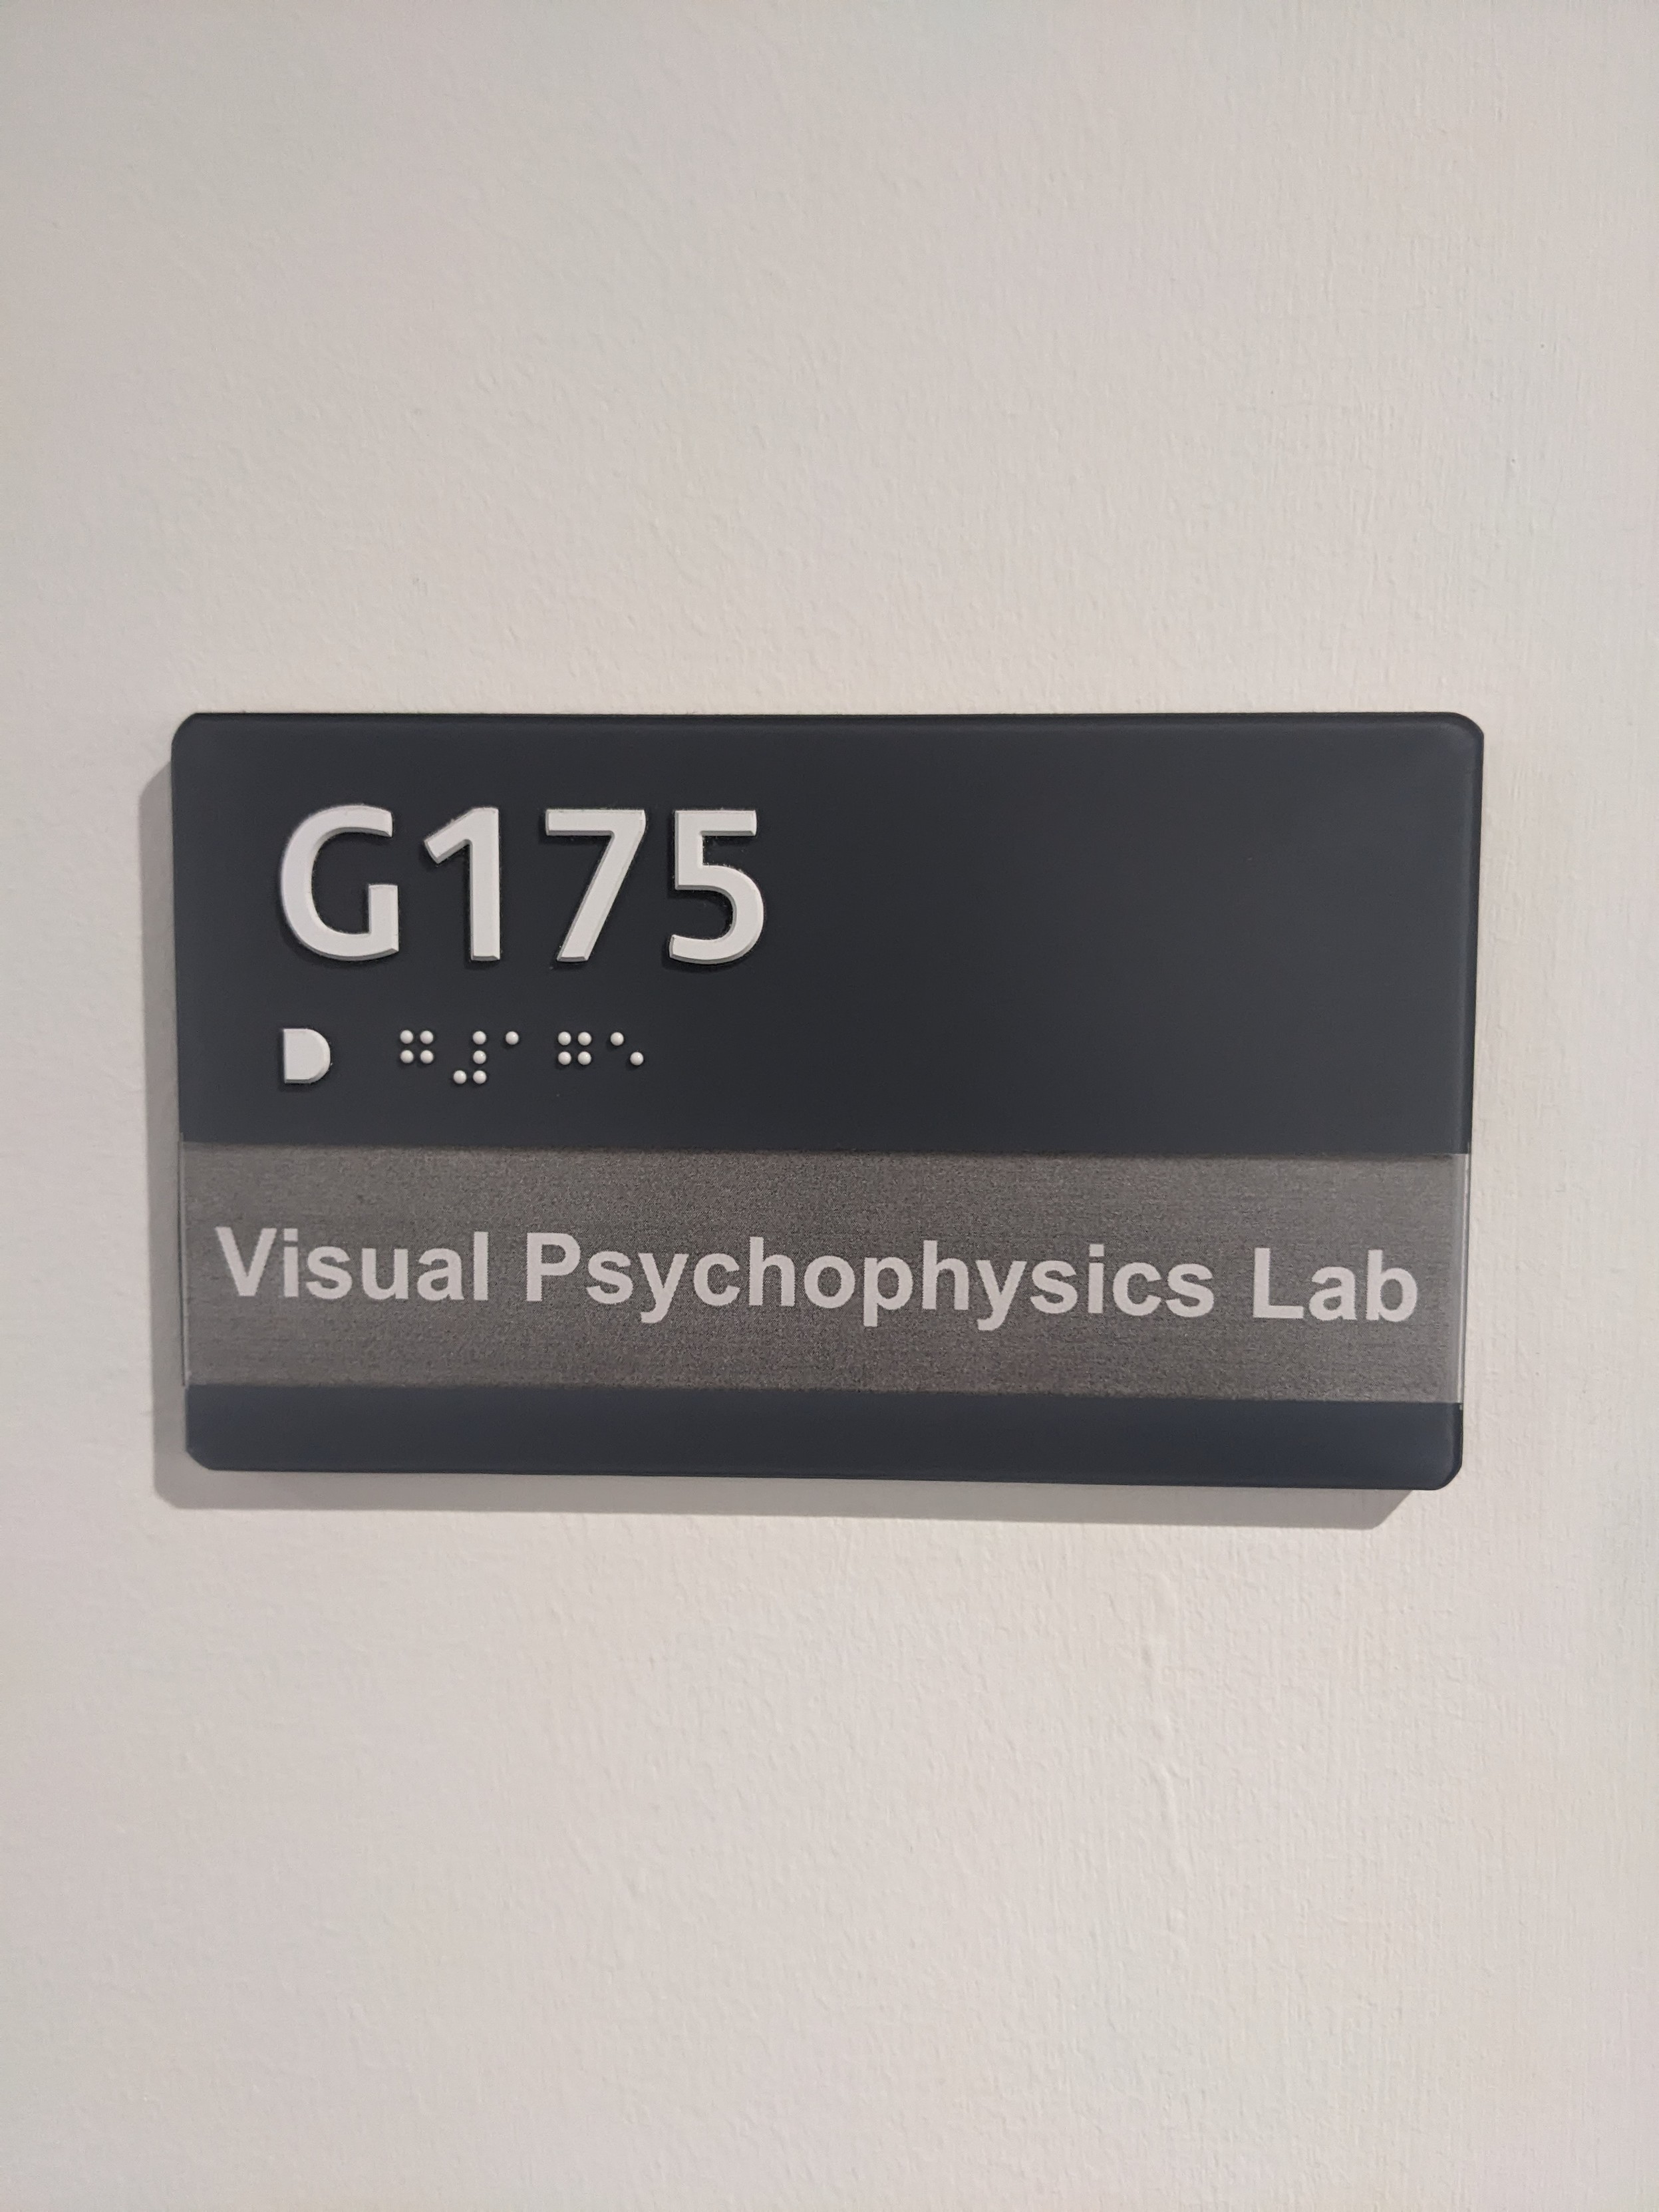 G175
⠛⠼⠁⠛⠑
Visual Psychophysics Lab